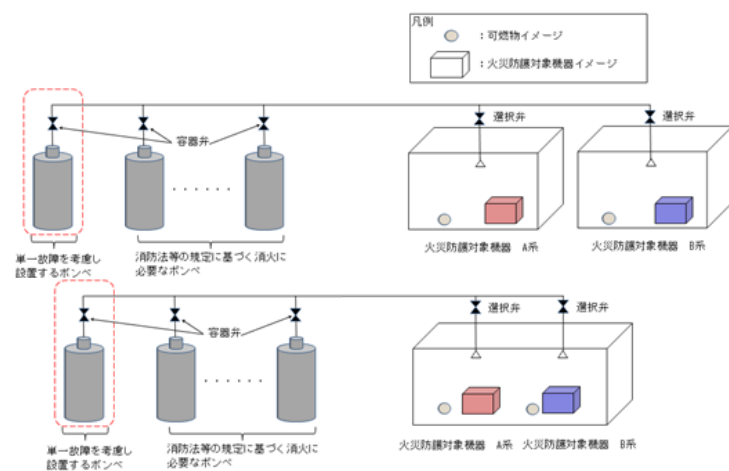 凡例
：可燃物イメージ
：火災防護対象機器イメージ
選択弁
選択弁
容器弁
火災防護対象機器　A系
火災防護対象機器　B系
単一故障を考慮し
設置するボンベ
消防法等の規定に基づく消火に
必要なボンベ
選択弁
選択弁
容器弁
火災防護対象機器　A系
火災防護対象機器　B系
単一故障を考慮し
設置するボンベ
消防法等の規定に基づく消火に
必要なボンベ